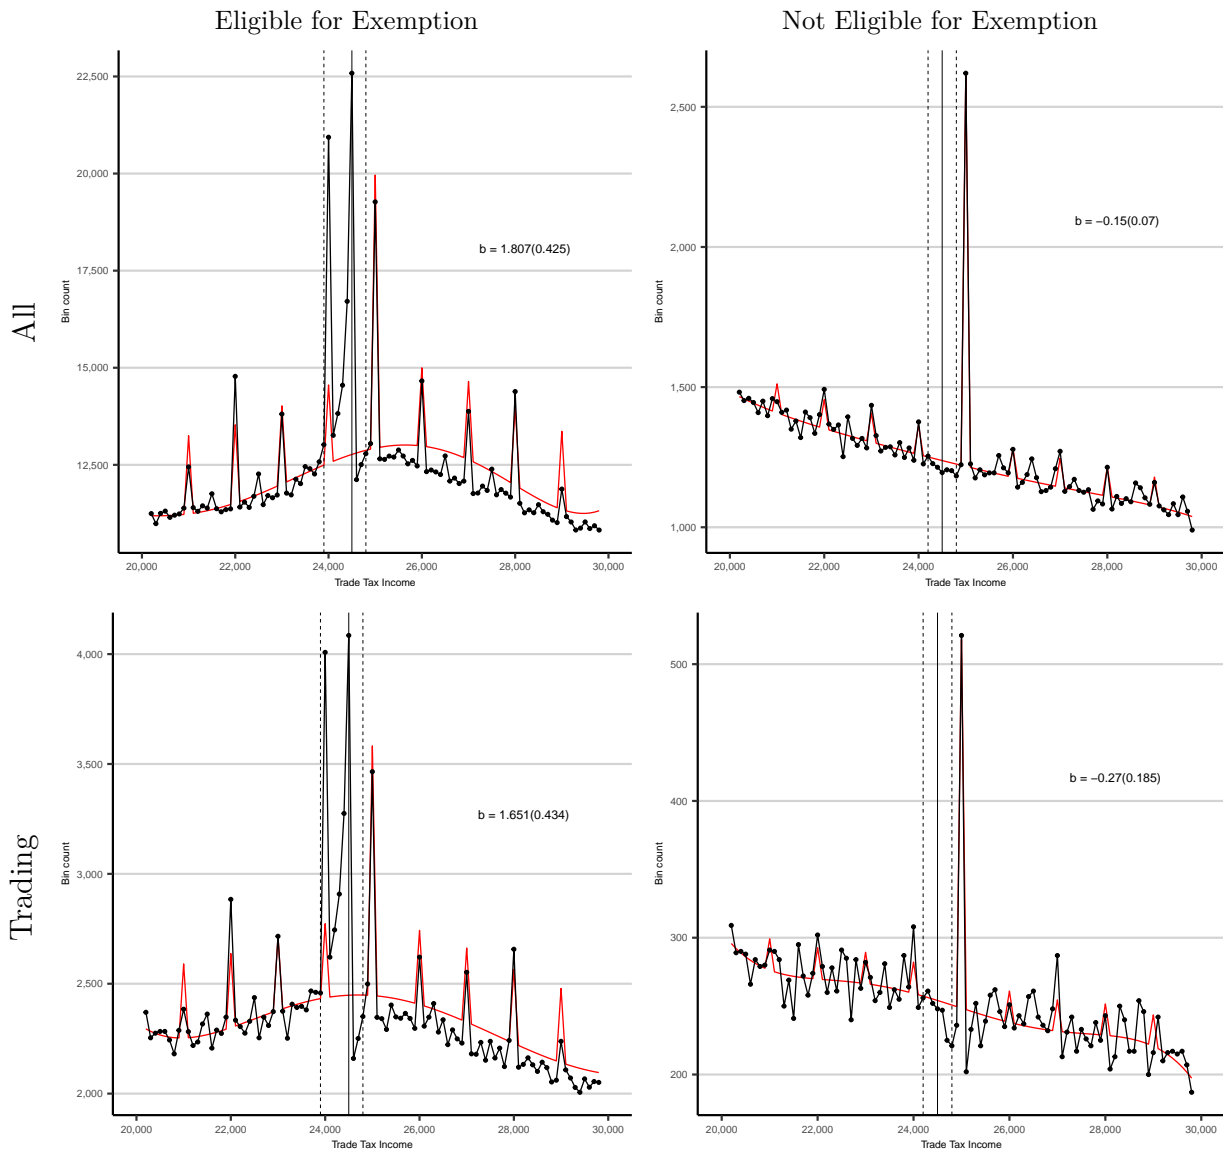 Eligible for Exemption
Not Eligible for Exemption
All
Bin count
22,500
20,000
17,500
15,000
12,500
b = 1.807(0.425)
20,000 22,000 24,000 26,000 28,000 30,000
Trade Tax Income
Bin count
2,500
2,000
1,500
1,000
b = −0.15(0.07)
20,000 22,000 24,000 26,000 28,000 30,000
Trade Tax Income
Trading
Bin count
4,000
3,500
3,000
2,500
2,000
b = 1.651(0.434)
20,000 22,000 24,000 26,000 28,000 30,000
Trade Tax Income
Bin count
500
400
300
200
b = −0.27(0.185)
20,000 22,000 24,000 26,000 28,000 30,000
Trade Tax Income